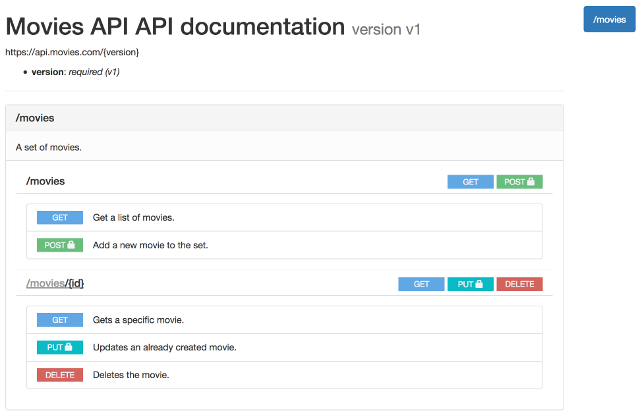 Movies API API documentation version v1
/movies
https://api.movies.com/{version}
• version: required (v1)
/movies
A set of movies.
/movies GET POST
GET Get a list of movies.
POST Add a new movie to the set.
/movies/{id} GET PUT DELETE
GET Gets a specific movie.
PUT Updates an already created movie.
DELETE Deletes the movie.